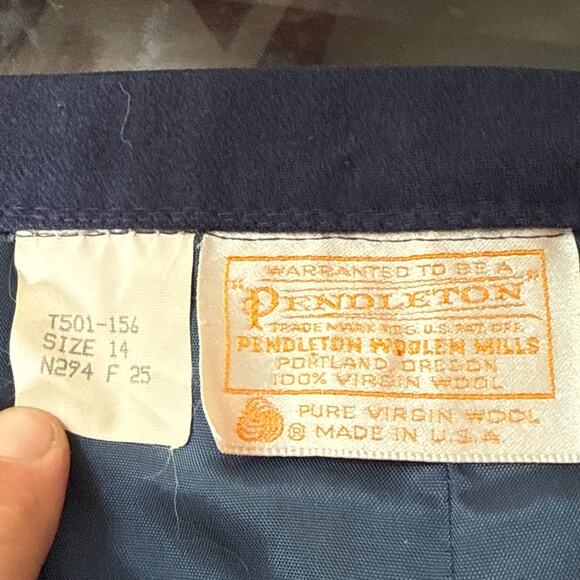 T501-156
SIZE 14
N294 F 25
WARRANTED TO BE A
"PENDLETON"
TRADE MARK REG. U.S. PAT. OFF.
PENDLETON WOOLEN MILLS
PORTLAND, OREGON
100% VIRGIN WOOL
PURE VIRGIN WOOL
® MADE IN U.S.A.